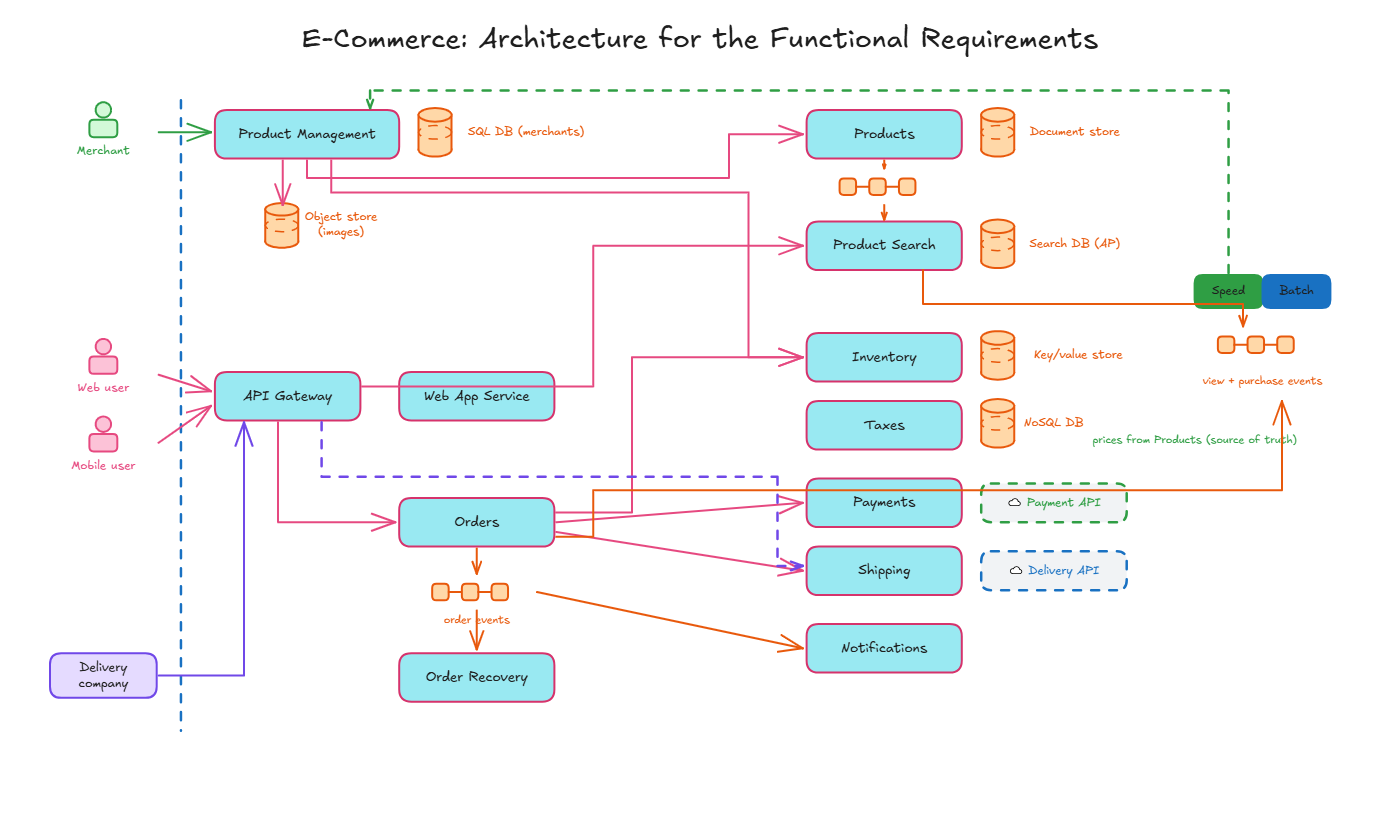 E-Commerce: Architecture for the Functional Requirements
Merchant
Product Management
SQL DB (merchants)
Products
Document store
Object store
(images)
Product Search
Search DB (AP)
Speed
Batch
Web user
Inventory
Key/value store
view + purchase events
API Gateway
Web App Service
Mobile user
Taxes
NoSQL DB
prices from Products (source of truth)
Orders
Payments
Payment API
Shipping
Delivery API
order events
Notifications
Delivery
company
Order Recovery